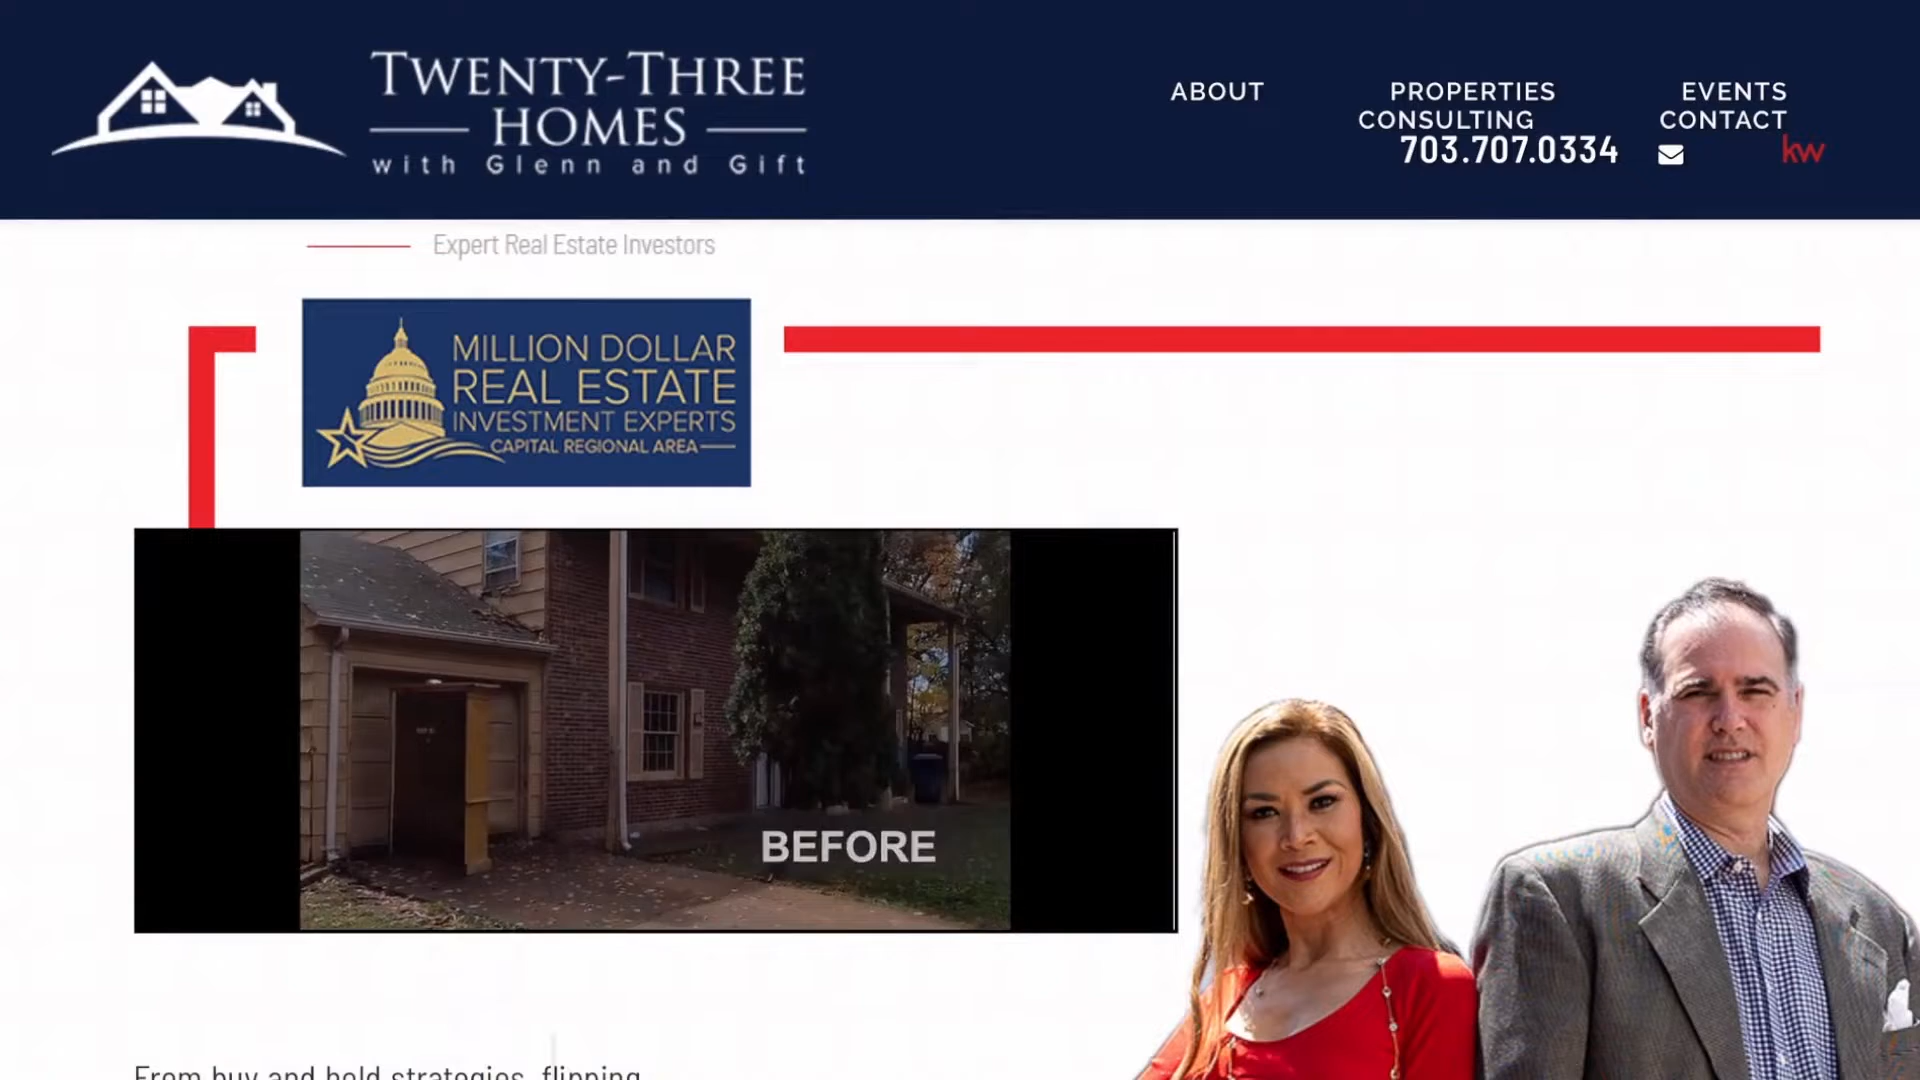 TWENTY-THREE
HOMES
with Glenn and Gift
ABOUT
PROPERTIES
EVENTS
CONSULTING
CONTACT
703.707.0334
kw
Expert Real Estate Investors
MILLION DOLLAR
REAL ESTATE
INVESTMENT EXPERTS
CAPITAL REGIONAL AREA
BEFORE
From buy and hold strategies, flipping